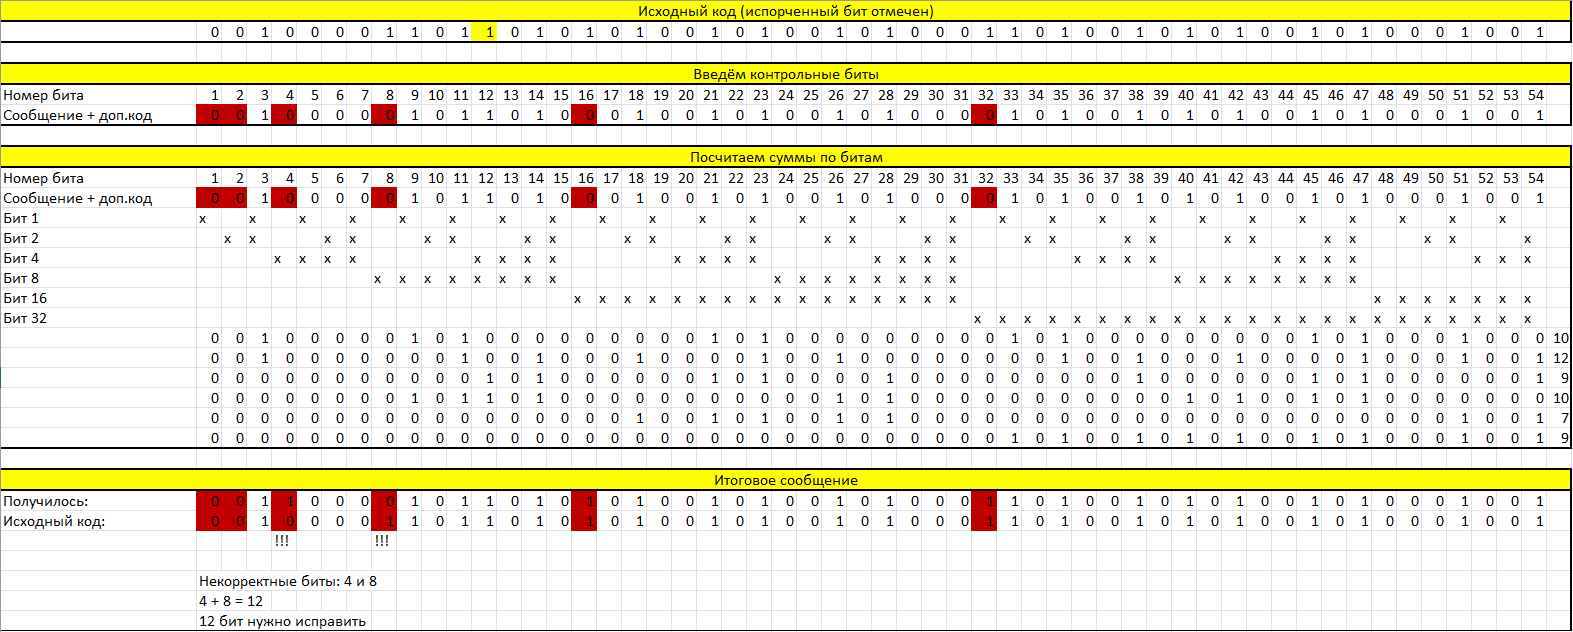 Исходный код (испорченный бит отмечен)
0 0 1 0 0 0 0 1 1 0 1 1 0 1 0 1 0 1 0 0 1 0 1 0 0 1 0 1 0 0 0 1 1 0 1 0 0 1 0 1 0 1 0 0 1 0 1 0 0 0 1 0 0 1
Введём контрольные биты
Номер бита 1 2 3 4 5 6 7 8 9 10 11 12 13 14 15 16 17 18 19 20 21 22 23 24 25 26 27 28 29 30 31 32 33 34 35 36 37 38 39 40 41 42 43 44 45 46 47 48 49 50 51 52 53 54
Сообщение + доп.код 0 0 1 0 0 0 0 0 1 0 1 1 0 1 0 0 0 1 0 0 1 0 1 0 0 1 0 1 0 0 0 0 1 0 1 0 0 1 0 1 0 1 0 0 1 0 1 0 0 0 1 0 0 1
Посчитаем суммы по битам
Номер бита 1 2 3 4 5 6 7 8 9 10 11 12 13 14 15 16 17 18 19 20 21 22 23 24 25 26 27 28 29 30 31 32 33 34 35 36 37 38 39 40 41 42 43 44 45 46 47 48 49 50 51 52 53 54
Сообщение + доп.код 0 0 1 0 0 0 0 0 1 0 1 1 0 1 0 0 0 1 0 0 1 0 1 0 0 1 0 1 0 0 0 0 1 0 1 0 0 1 0 1 0 1 0 0 1 0 1 0 0 0 1 0 0 1
Бит 1 x x x x x x x x x x x x x x x x x x x x x x x x x x x
Бит 2 x x x x x x x x x x x x x x x x x x x x x x x x x x x
Бит 4 x x x x x x x x x x x x x x x x x x x x x x x x x x x
Бит 8 x x x x x x x x x x x x x x x x x x x x x x x x
Бит 16 x x x x x x x x x x x x x x x x x x x x x x x
Бит 32 x x x x x x x x x x x x x x x x x x x x x x x
0 0 1 0 0 0 0 0 1 0 1 0 0 0 0 0 0 0 0 0 1 0 1 0 0 0 0 0 0 0 0 0 1 0 1 0 0 0 0 0 0 0 0 0 1 0 1 0 0 0 1 0 0 0 10
0 0 1 0 0 0 0 0 0 0 1 0 0 1 0 0 0 1 0 0 0 0 1 0 0 1 0 0 0 0 0 0 0 0 1 0 0 1 0 0 0 1 0 0 0 0 1 0 0 0 1 0 0 1 12
0 0 0 0 0 0 0 0 0 0 0 1 0 1 0 0 0 0 0 0 1 0 1 0 0 0 0 1 0 0 0 0 0 0 0 0 0 1 0 0 0 0 0 0 1 0 1 0 0 0 0 0 0 1 9
0 0 0 0 0 0 0 0 1 0 1 1 0 1 0 0 0 0 0 0 0 0 0 0 0 1 0 1 0 0 0 0 0 0 0 0 0 0 0 1 0 1 0 0 1 0 1 0 0 0 0 0 0 0 10
0 0 0 0 0 0 0 0 0 0 0 0 0 0 0 0 0 1 0 0 1 0 1 0 0 1 0 1 0 0 0 0 0 0 0 0 0 0 0 0 0 0 0 0 0 0 0 0 0 0 1 0 0 1 7
0 0 0 0 0 0 0 0 0 0 0 0 0 0 0 0 0 0 0 0 0 0 0 0 0 0 0 0 0 0 0 0 1 0 1 0 0 1 0 1 0 1 0 0 1 0 1 0 0 0 1 0 0 1 9
Итоговое сообщение
Получилось: 0 0 1 1 0 0 0 0 1 0 1 1 0 1 0 1 0 1 0 0 1 0 1 0 0 1 0 1 0 0 0 1 1 0 1 0 0 1 0 1 0 1 0 0 1 0 1 0 0 0 1 0 0 1
Исходный код: 0 0 1 0 0 0 0 1 1 0 1 1 0 1 0 1 0 1 0 0 1 0 1 0 0 1 0 1 0 0 0 1 1 0 1 0 0 1 0 1 0 1 0 0 1 0 1 0 0 0 1 0 0 1
!!! !!!
Некорректные биты: 4 и 8
4 + 8 = 12
12 бит нужно исправить